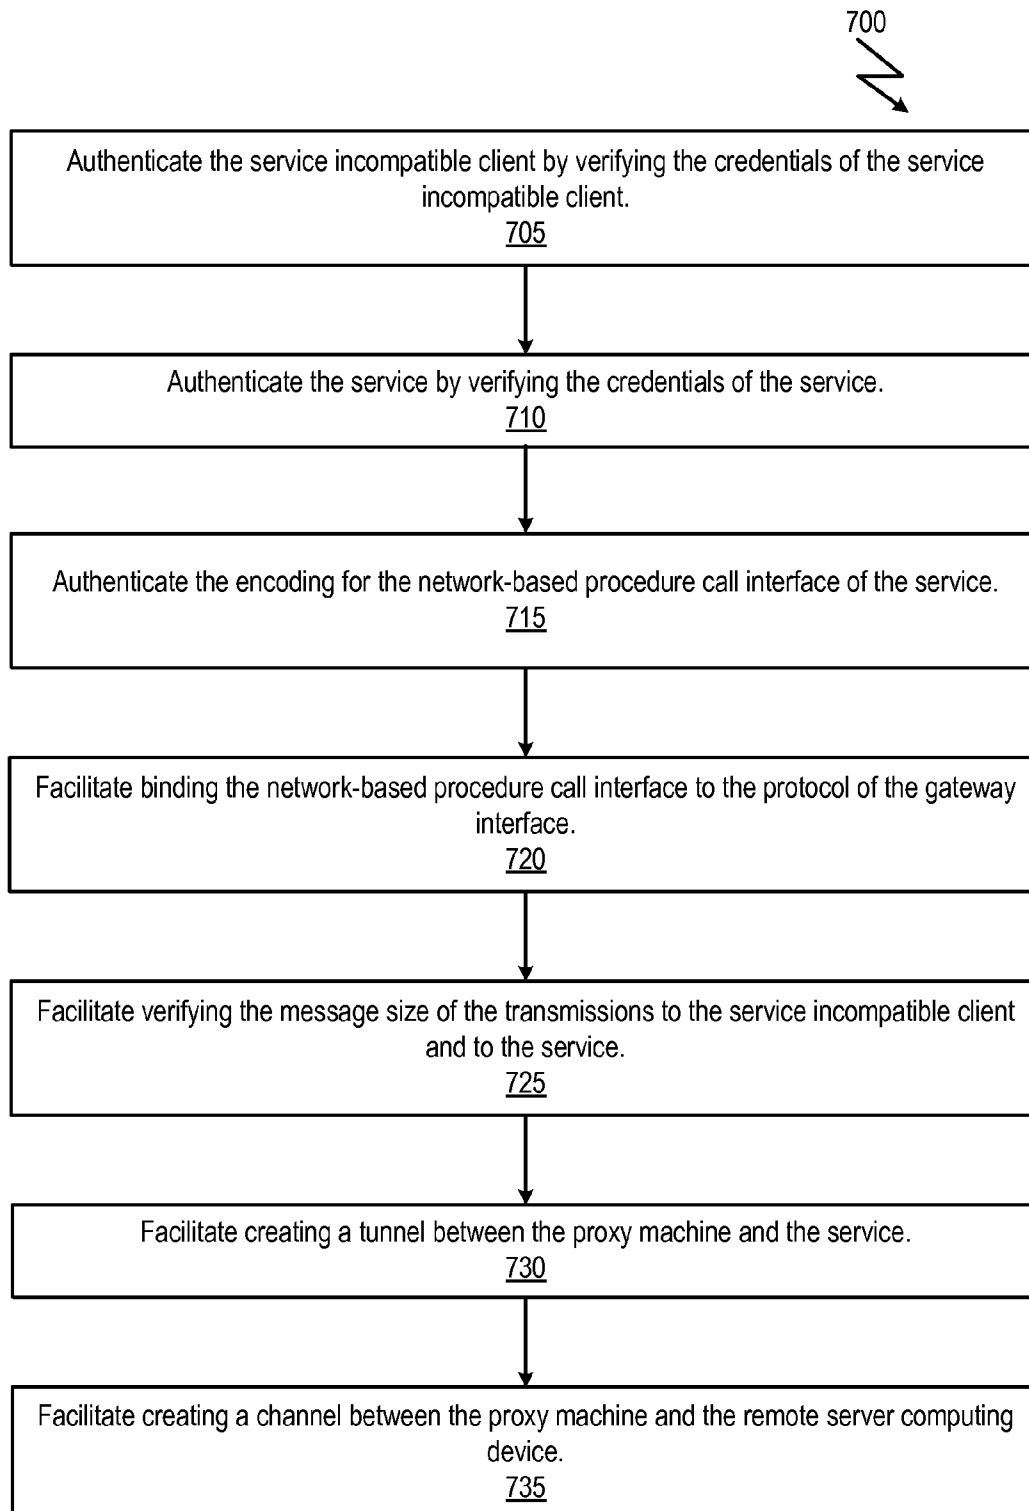 700
Authenticate the service incompatible client by verifying the credentials of the service
incompatible client.
705
Authenticate the service by verifying the credentials of the service.
710
Authenticate the encoding for the network-based procedure call interface of the service.
715
Facilitate binding the network-based procedure call interface to the protocol of the gateway
interface.
720
Facilitate verifying the message size of the transmissions to the service incompatible client
and to the service.
725
Facilitate creating a tunnel between the proxy machine and the service.
730
Facilitate creating a channel between the proxy machine and the remote server computing
device.
735